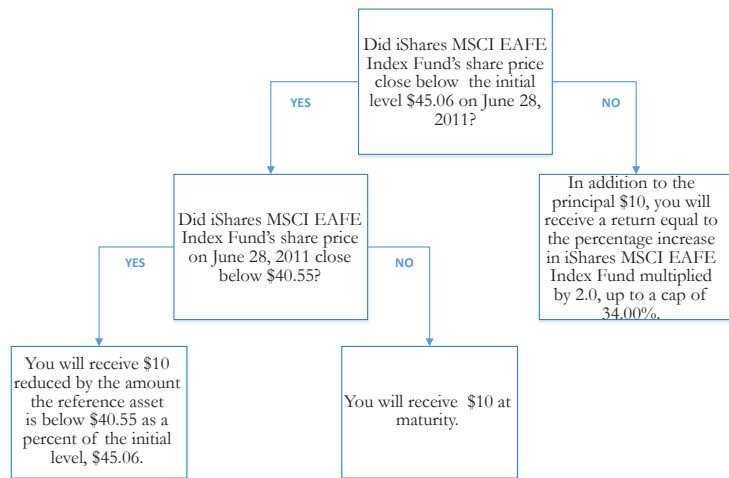 Did iShares MSCI EAFE
Index Fund's share price
close below the initial
level $45.06 on June 28,
2011?
YES
NO
Did iShares MSCI EAFE
Index Fund's share price
on June 28, 2011 close
below $40.55?
In addition to the
principal $10, you will
receive a return equal to
the percentage increase
in iShares MSCI EAFE
Index Fund multiplied
by 2.0, up to a cap of
34.00%.
YES
NO
You will receive $10
reduced by the amount
the reference asset
is below $40.55 as a
percent of the initial
level, $45.06.
You will receive $10 at
maturity.